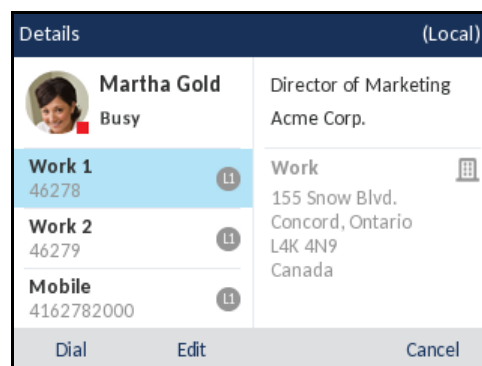 Details (Local)
Martha Gold
Busy
Director of Marketing
Acme Corp.
Work 1
46278
L1
Work 2
46279
L1
Mobile
4162782000
L1
Work
155 Snow Blvd.
Concord, Ontario
L4K 4N9
Canada
Dial Edit Cancel